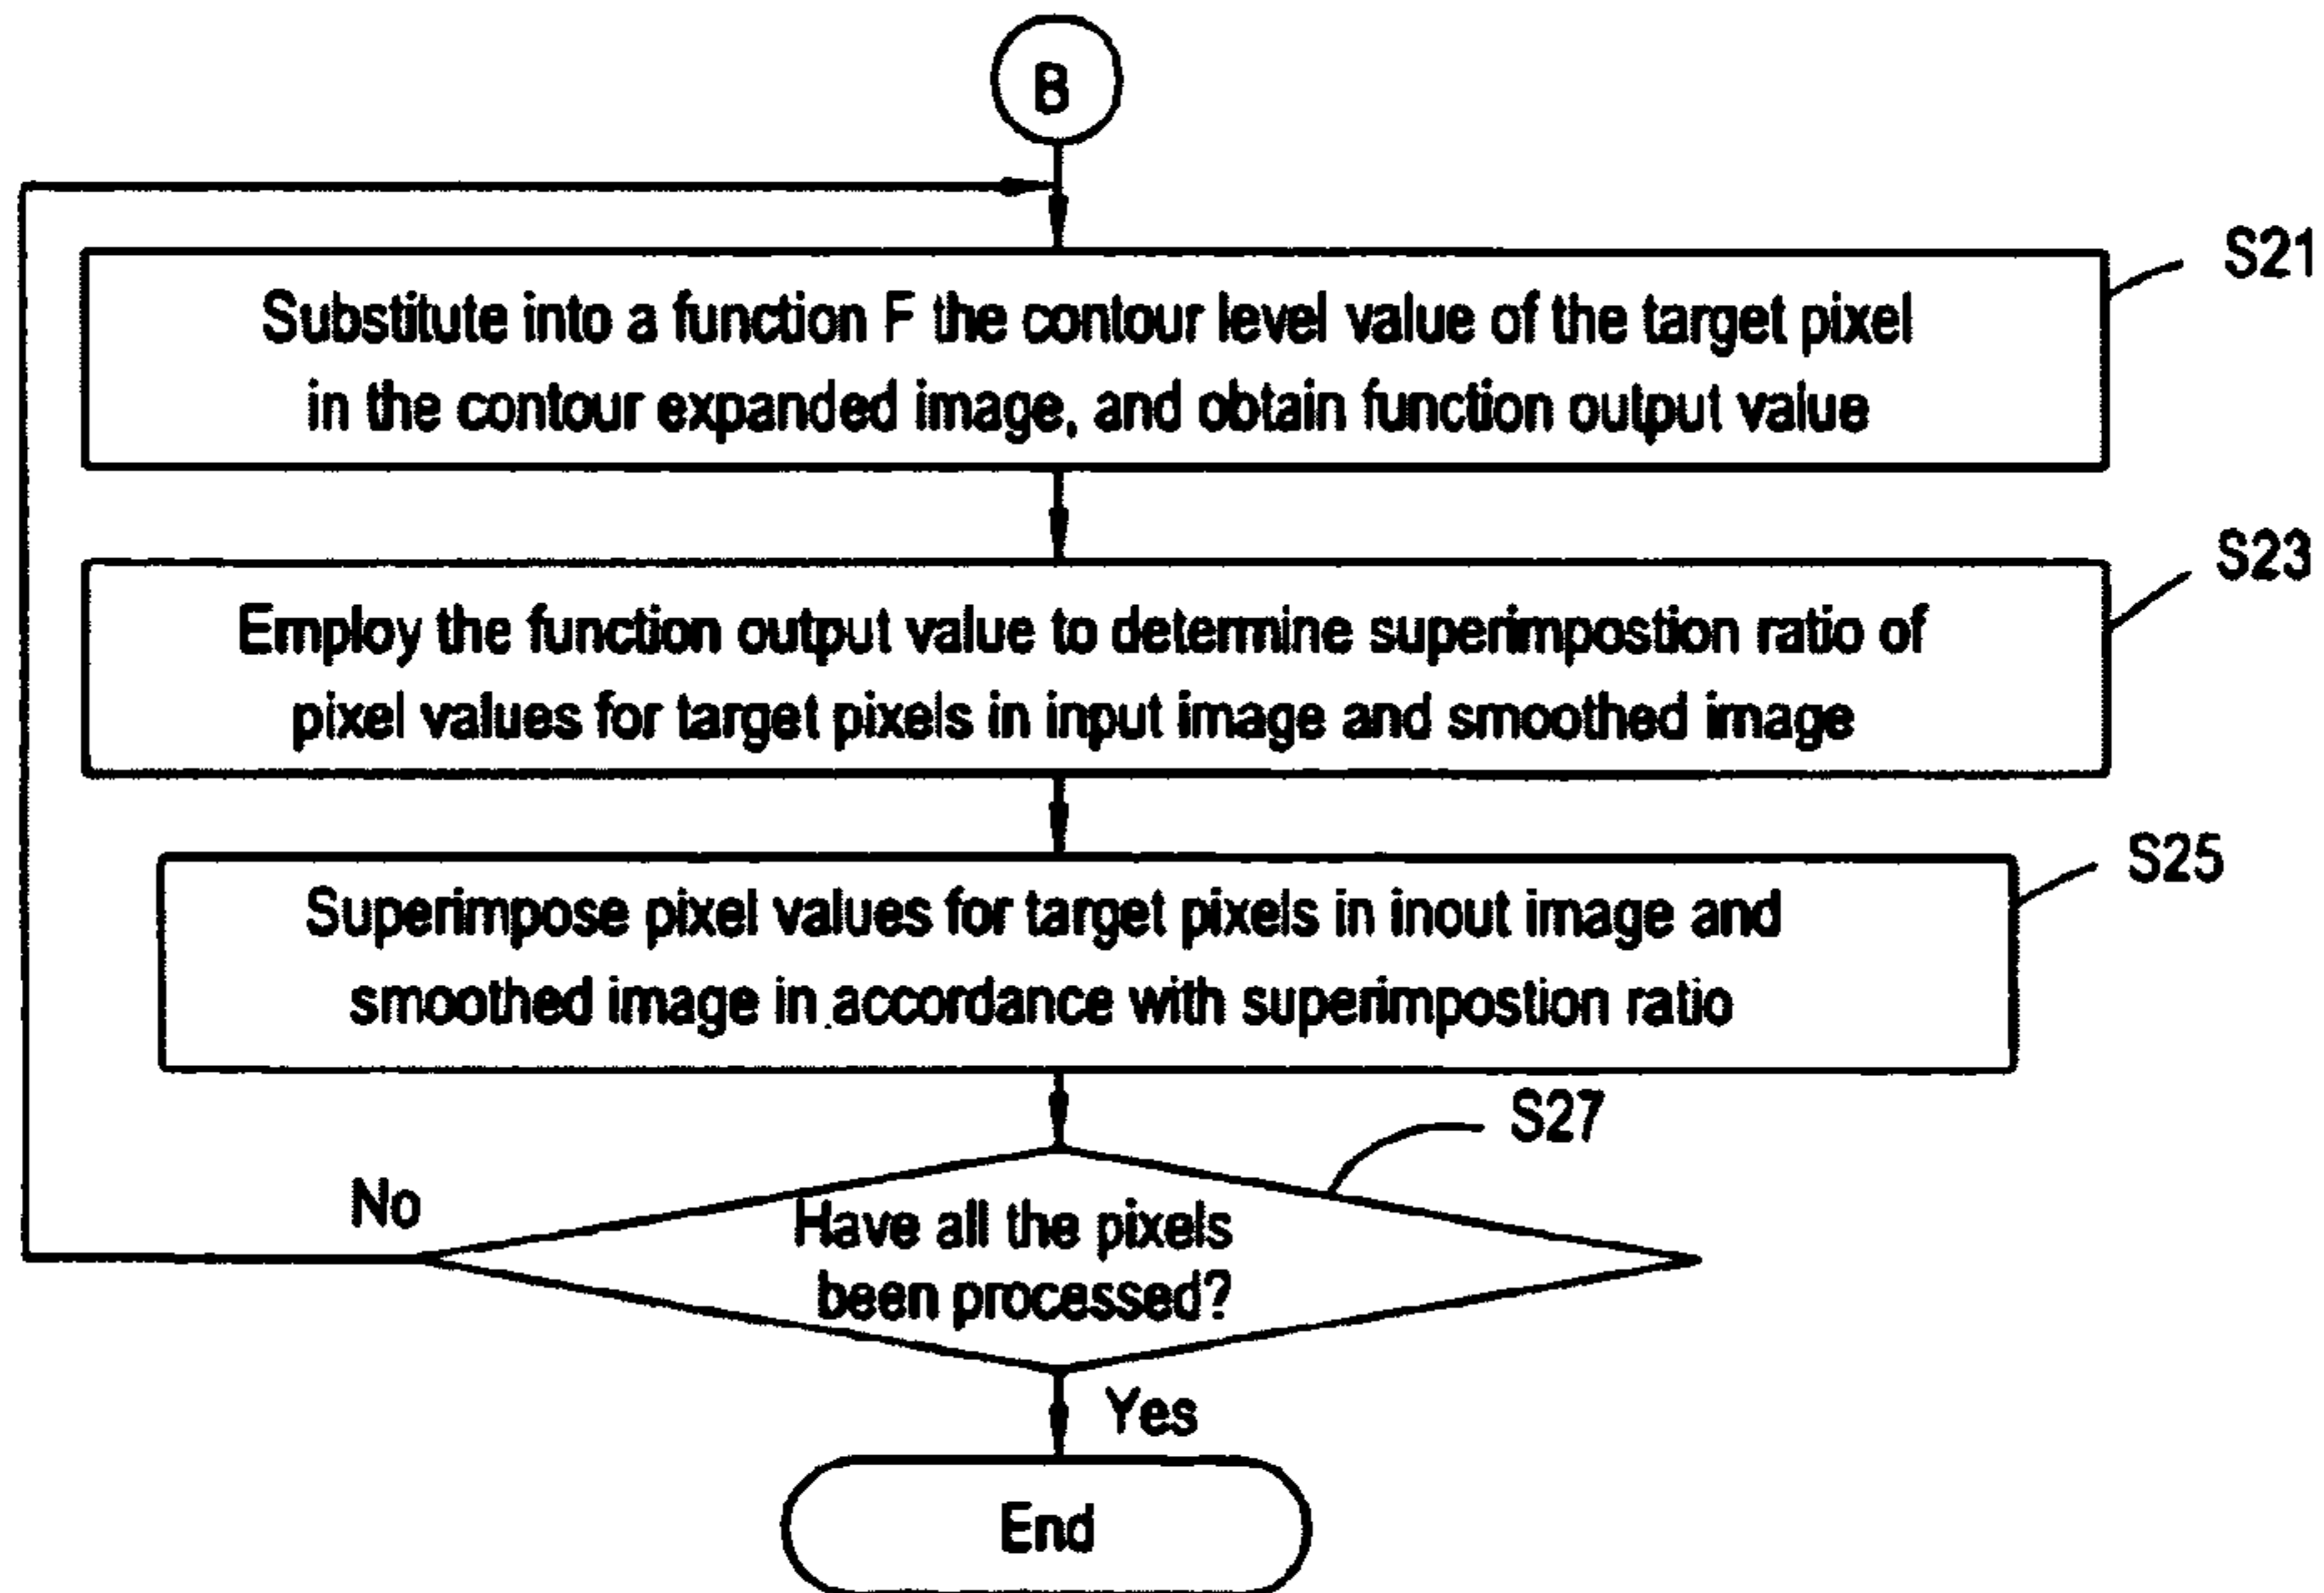 B
S21
Substitute into a function F the contour level value of the target pixel
in the contour expanded image, and obtain function output value
S23
Employ the function output value to determine superimpostion ratio of
pixel values for target pixels in input image and smoothed image
S25
Superimpose pixel values for target pixels in inout image and
smoothed image in accordance with superimpostion ratio
S27
No
Have all the pixels
been processed?
Yes
End